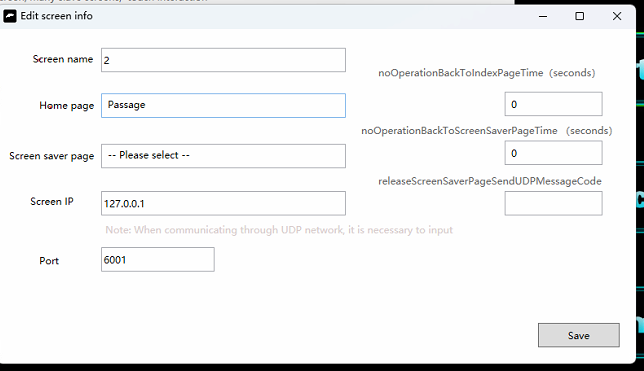 Edit screen info
Screen name
2
noOperationBackToIndexPageTime (seconds)
Home page
Passage
0
noOperationBackToScreenSaverPageTime (seconds)
Screen saver page
-- Please select --
0
releaseScreenSaverPageSendUDPMessageCode
Screen IP
127.0.0.1
Note: When communicating through UDP network, it is necessary to input
Port
6001
Save